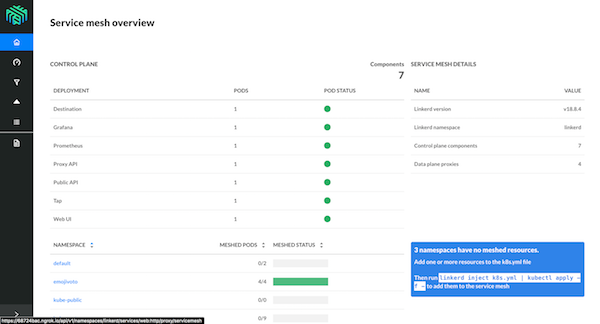 Service mesh overview
CONTROL PLANE
Components
7
DEPLOYMENT PODS POD STATUS
Destination 1
Grafana 1
Prometheus 1
Proxy API 1
Public API 1
Tap 1
Web UI 1
SERVICE MESH DETAILS
NAME VALUE
Linkerd version v18.8.4
Linkerd namespace linkerd
Control plane components 7
Data plane proxies 4
NAMESPACE MESHED PODS MESHED STATUS
default 0/2
emojivoto 4/4
kube-public 0/0
0/9
3 namespaces have no meshed resources.
Add one or more resources to the k8s.yml file
Then run linkerd inject k8s.yml | kubectl apply -
f - to add them to the service mesh
https://68724bac.ngrok.io/api/v1/namespaces/linkerd/services/web:http/proxy/servicemesh